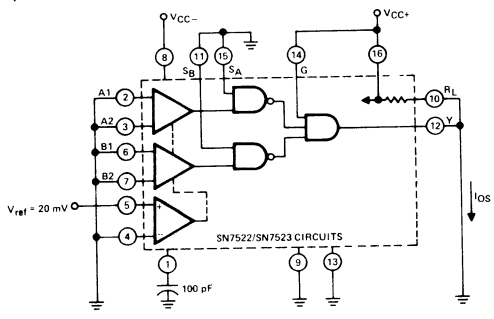 VCC−
VCC+
8
11
15
14
16
SB
SA
G
A1
2
RL
10
A2
3
Y
12
B1
6
B2
7
IOS
Vref = 20 mV
5
+
4
−
SN7522/SN7523 CIRCUITS
1
9
13
100 pF